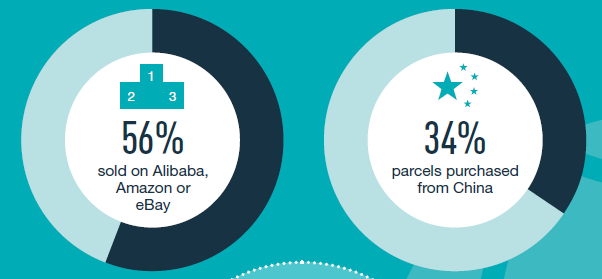 1
2 3
56%
sold on Alibaba,
Amazon or
eBay
34%
parcels purchased
from China